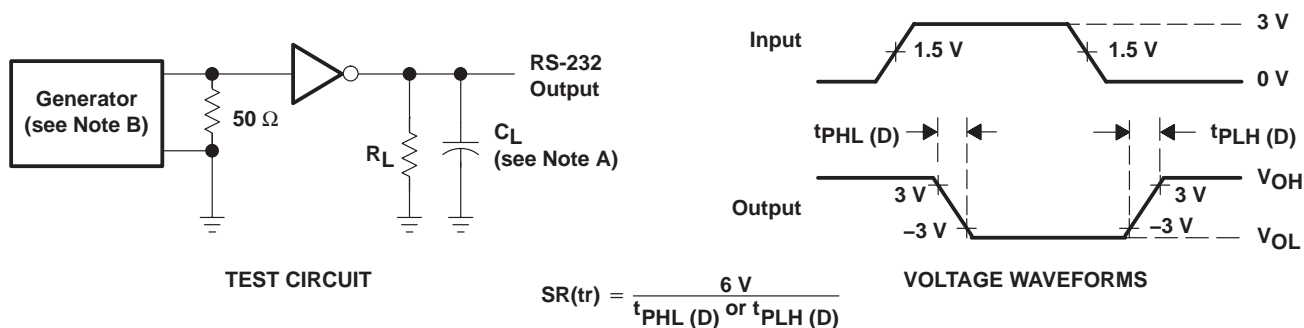 Generator
(see Note B)
50 Ω
RS-232
Output
RL
CL
(see Note A)
TEST CIRCUIT
Input
3 V
1.5 V
1.5 V
0 V
tPHL (D)
tPLH (D)
Output
VOH
3 V
3 V
–3 V
–3 V
VOL
VOLTAGE WAVEFORMS
SR(tr) = 6 V / tPHL (D) or tPLH (D)